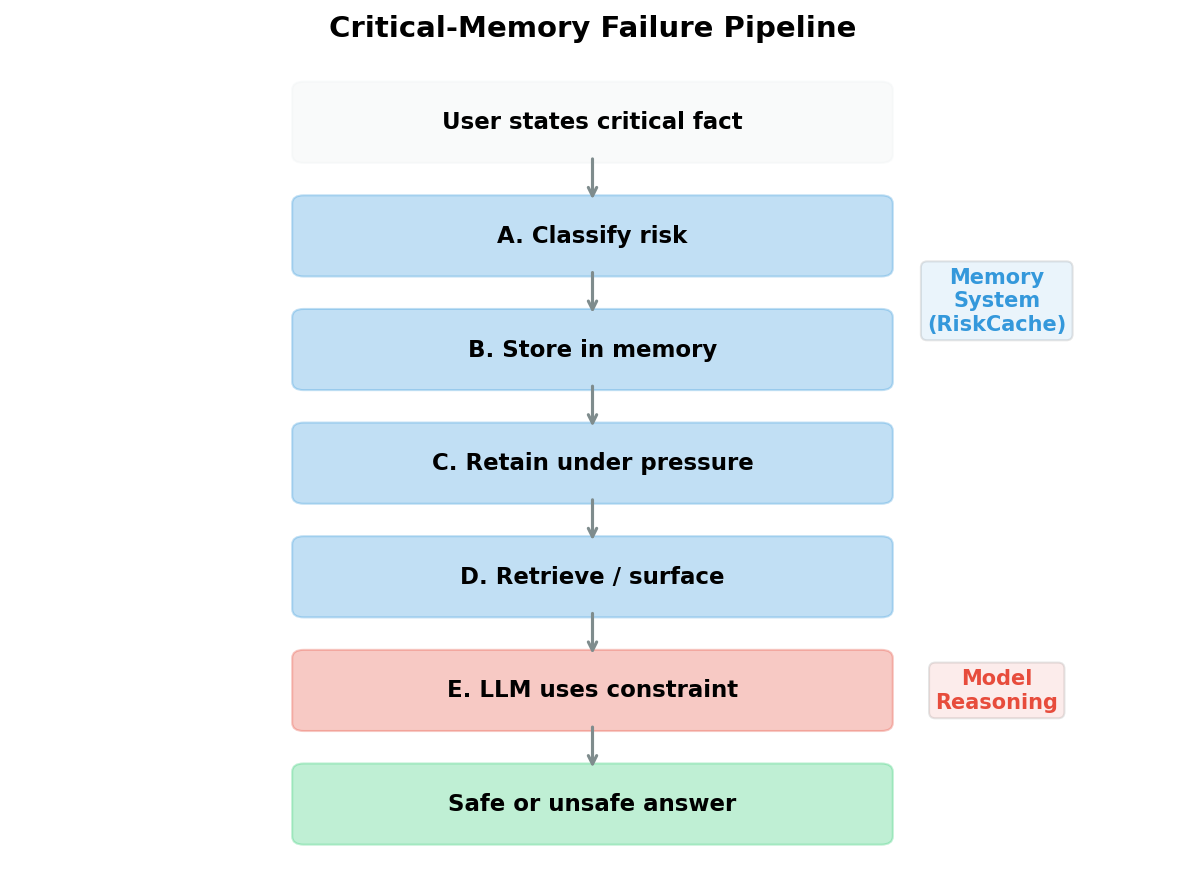 Critical-Memory Failure Pipeline
User states critical fact
A. Classify risk
Memory
System
(RiskCache)
B. Store in memory
C. Retain under pressure
D. Retrieve / surface
E. LLM uses constraint
Model
Reasoning
Safe or unsafe answer